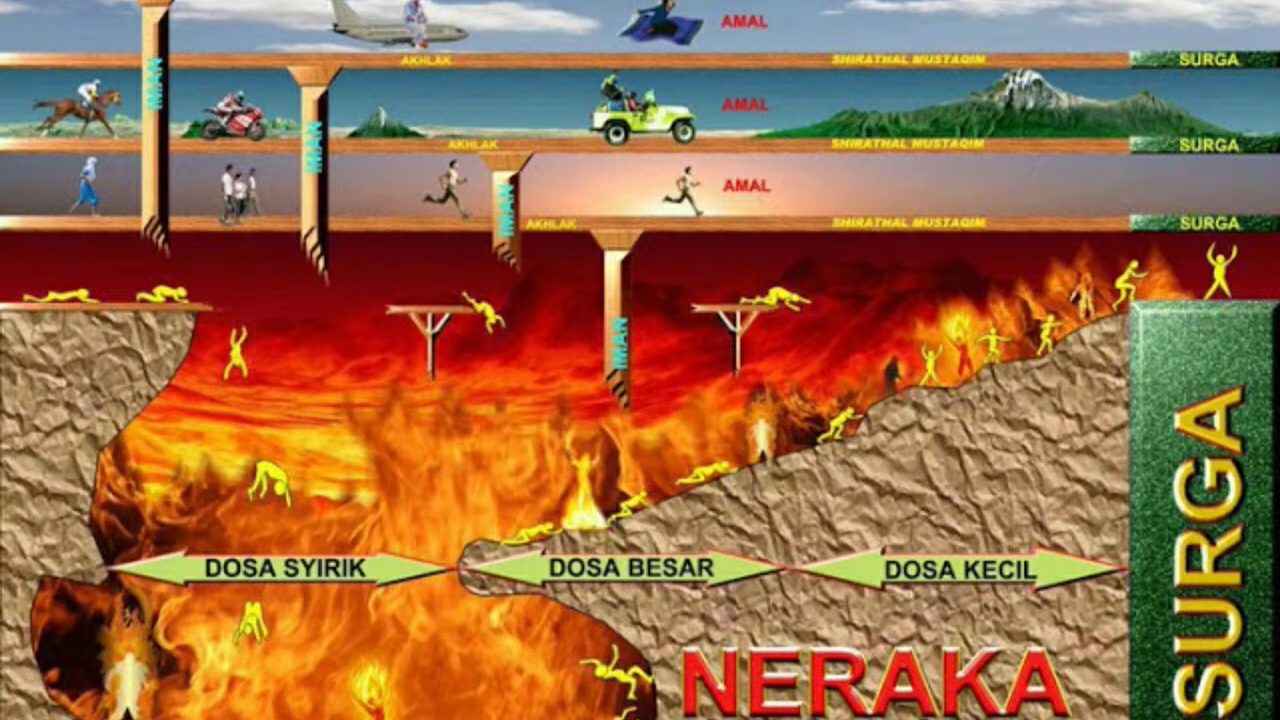 AMAL
IMAN
AKHLAK
SHIRATHAL MUSTAQIM
SURGA
AMAL
IMAN
AKHLAK
SHIRATHAL MUSTAQIM
SURGA
AMAL
IMAN
AKHLAK
SHIRATHAL MUSTAQIM
SURGA
IMAN
DOSA SYIRIK
DOSA BESAR
DOSA KECIL
NERAKA
SURGA